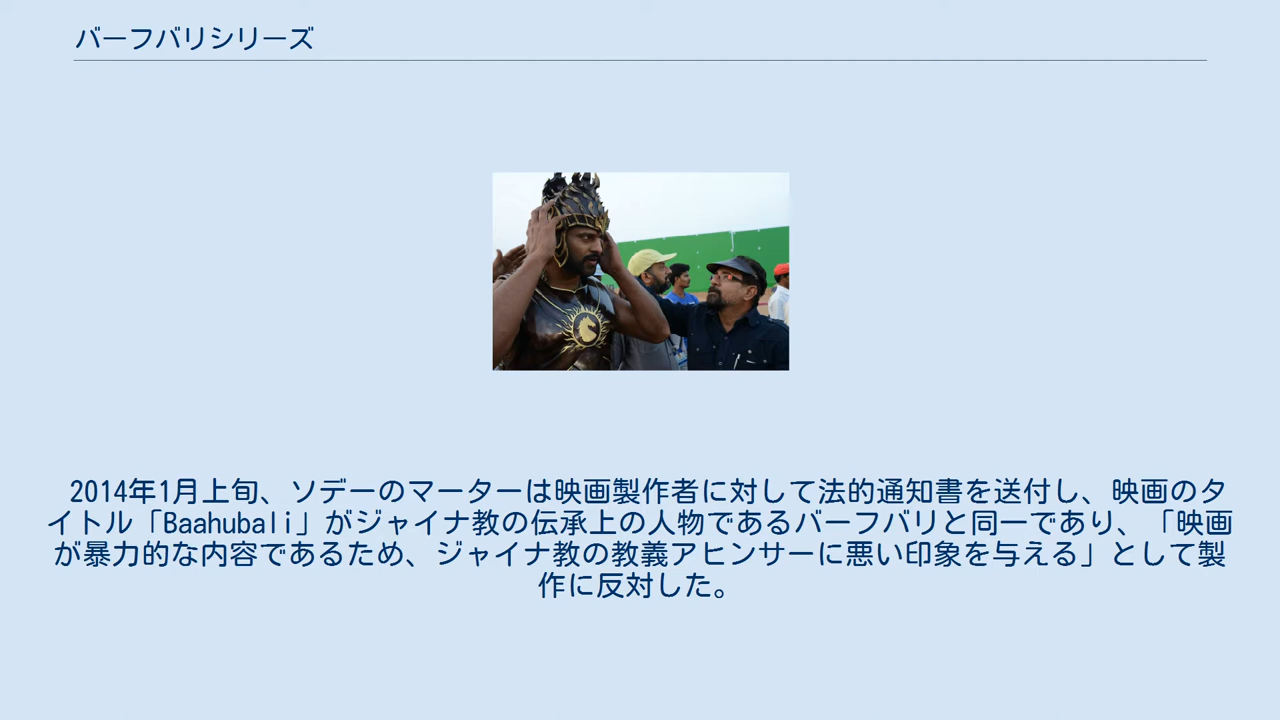 バーフバリシリーズ
2014年1月上旬、ソデーのマーターは映画製作者に対して法的通知書を送付し、映画のタ
イトル「Baahubali」がジャイナ教の伝承上の人物であるバーフバリと同一であり、「映画
が暴力的な内容であるため、ジャイナ教の教義アヒンサーに悪い印象を与える」として製
作に反対した。